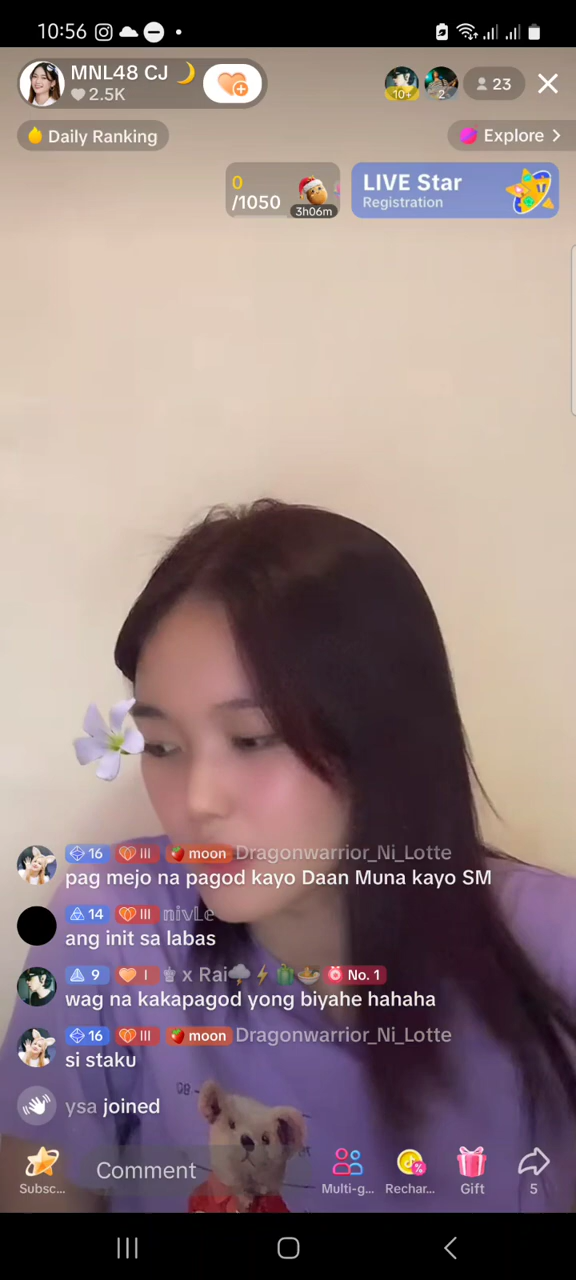 10:56
MNL48 CJ 🌙
2.5K
10+
2
23
Daily Ranking
Explore
0
/1050
3h06m
LIVE Star
Registration
16 III moon Dragonwarrior_Ni_Lotte
pag mejo na pagod kayo Daan Muna kayo SM
14 III 𝕟𝕚𝕧𝕃𝕖
ang init sa labas
9 I x Rai🌩⚡ No. 1
wag na kakapagod yong biyahe hahaha
16 III moon Dragonwarrior_Ni_Lotte
si staku
ysa joined
Subsc...
Comment
Multi-g...
Rechar...
Gift
5